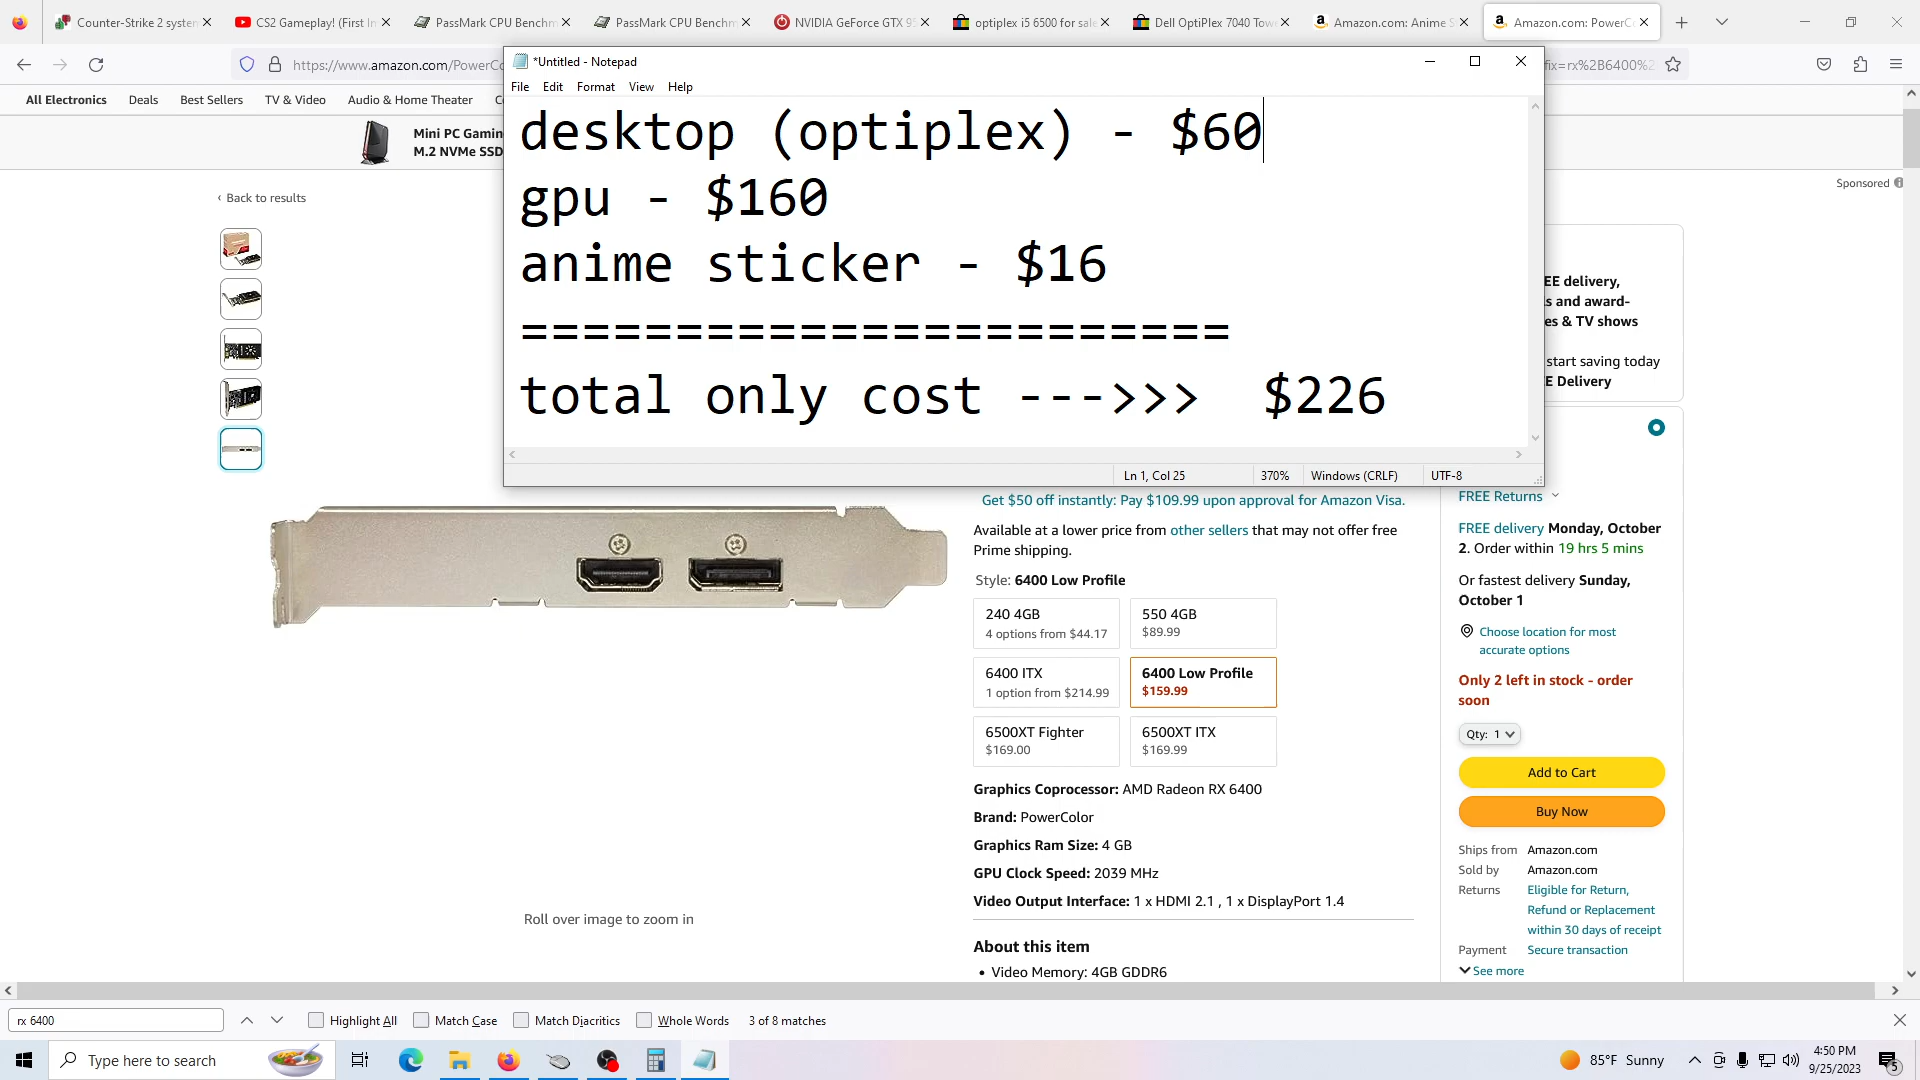 Counter-Strike 2 system
CS2 Gameplay! (First In
PassMark CPU Benchm
PassMark CPU Benchm
NVIDIA GeForce GTX 95
optiplex i5 6500 for sale
Dell OptiPlex 7040 Tow
Amazon.com: Anime S
Amazon.com: PowerCo
https://www.amazon.com/PowerCo
fix=rx%2B6400%2
All Electronics
Deals
Best Sellers
TV & Video
Audio & Home Theater
C
Mini PC Gamin
M.2 NVMe SSD
Sponsored
‹ Back to results
*Untitled - Notepad
File Edit Format View Help
desktop (optiplex) - $60
gpu - $160
anime sticker - $16
=======================
total only cost --->>>  $226
Ln 1, Col 25
370%
Windows (CRLF)
UTF-8
EE delivery,
s and award-
es & TV shows
start saving today
E Delivery
Get $50 off instantly: Pay $109.99 upon approval for Amazon Visa.
Available at a lower price from other sellers that may not offer free
Prime shipping.
Style: 6400 Low Profile
240 4GB
4 options from $44.17
550 4GB
$89.99
6400 ITX
1 option from $214.99
6400 Low Profile
$159.99
6500XT Fighter
$169.00
6500XT ITX
$169.99
Graphics Coprocessor: AMD Radeon RX 6400
Brand: PowerColor
Graphics Ram Size: 4 GB
GPU Clock Speed: 2039 MHz
Video Output Interface: 1 x HDMI 2.1 , 1 x DisplayPort 1.4
About this item
• Video Memory: 4GB GDDR6
Roll over image to zoom in
FREE Returns
FREE delivery Monday, October
2. Order within 19 hrs 5 mins
Or fastest delivery Sunday,
October 1
Choose location for most
accurate options
Only 2 left in stock - order
soon
Qty: 1
Add to Cart
Buy Now
Ships from Amazon.com
Sold by Amazon.com
Returns Eligible for Return,
Refund or Replacement
within 30 days of receipt
Payment Secure transaction
See more
rx 6400
Highlight All
Match Case
Match Diacritics
Whole Words
3 of 8 matches
Type here to search
85°F Sunny
4:50 PM
9/25/2023
5